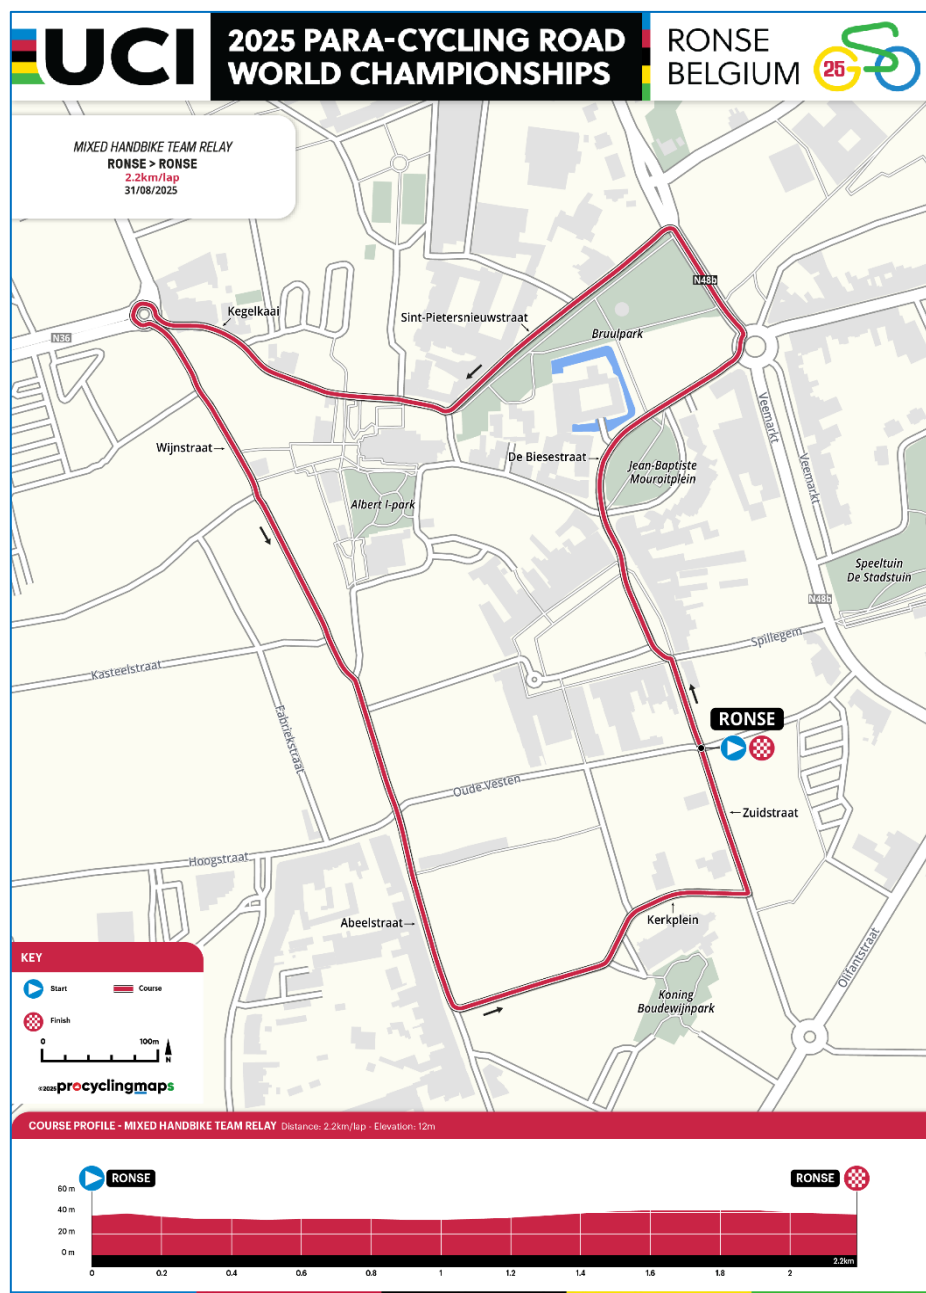 UCI
2025 PARA-CYCLING ROAD
WORLD CHAMPIONSHIPS
RONSE
BELGIUM
25
MIXED HANDBIKE TEAM RELAY
RONSE > RONSE
2.2km/lap
31/08/2025
N48b
Kegelkaai
Sint-Pietersnieuwstraat
Bruulpark
N36
Veemarkt
Wijnstraat
De Biesestraat
Jean-Baptiste
Mouroitplein
Veemarkt
Albert I-park
Speeltuin
De Stadstuin
N48b
Spillegem
Kasteelstraat
RONSE
Fabriekstraat
Oude Vesten
Zuidstraat
Hoogstraat
Abeelstraat
Kerkplein
Olifantstraat
Koning
Boudewijnpark
KEY
Start
Course
Finish
0 100m
N
©2025 procyclingmaps
COURSE PROFILE - MIXED HANDBIKE TEAM RELAY Distance: 2.2km/lap - Elevation: 12m
RONSE RONSE
60 m
40 m
20 m
0 m
2.2km
0 0.2 0.4 0.6 0.8 1 1.2 1.4 1.6 1.8 2